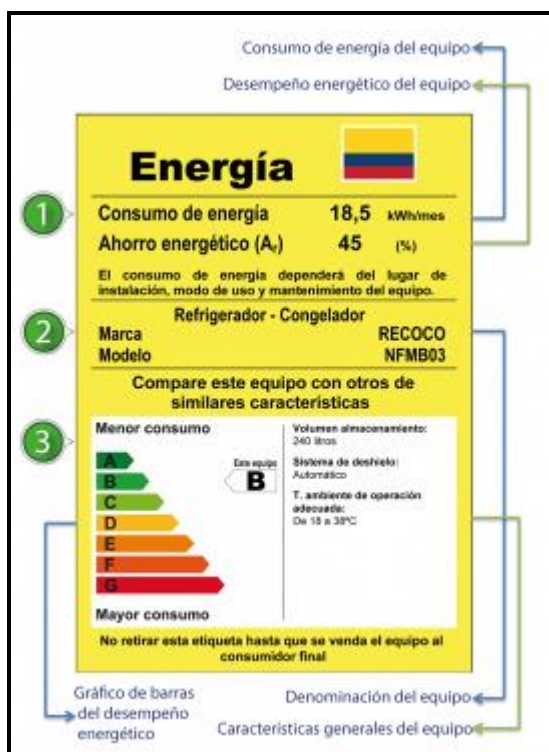 Consumo de energía del equipo
Desempeño energético del equipo
Energía
1
Consumo de energía 18,5 kWh/mes
Ahorro energético (Aₑ) 45 (%)
El consumo de energía dependerá del lugar de
instalación, modo de uso y mantenimiento del equipo.
2
Refrigerador - Congelador
Marca RECOCO
Modelo NFMB03
Compare este equipo con otros de
similares características
3
Menor consumo
A
B
C
D
E
F
G
Mayor consumo
Este equipo
B
Volumen almacenamiento:
240 litros
Sistema de deshielo:
Automático
T. ambiente de operación
adecuada:
De 18 a 38ºC
No retirar esta etiqueta hasta que se venda el equipo al
consumidor final
Gráfico de barras
del desempeño
energético
Denominación del equipo
Características generales del equipo